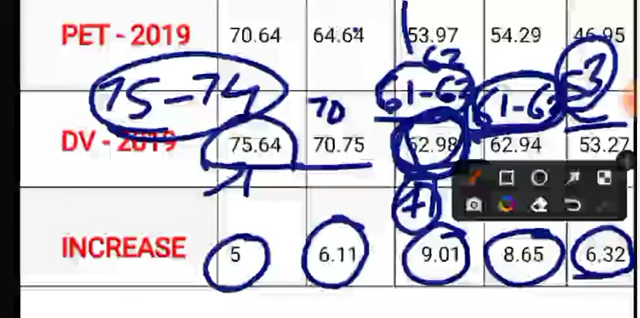 PET - 2019 70.64 64.64 53.97 54.29 46.95
62
75-74 70 61-62 61-63 53
DV - 2019 75.64 70.75 62.98 62.94 53.27
+1
INCREASE 5 6.11 9.01 8.65 6.32